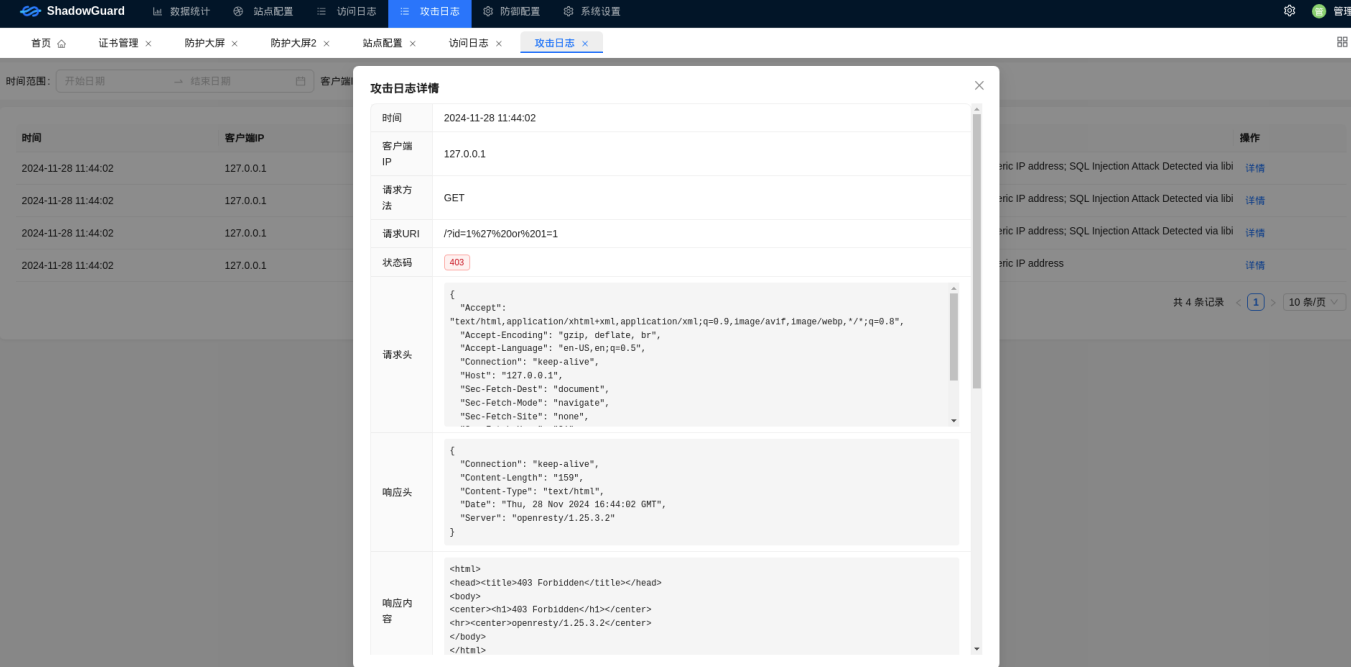 ShadowGuard 数据统计 站点配置 访问日志 攻击日志 防御配置 系统设置 管 管理
首页 证书管理 × 防护大屏 × 防护大屏2 × 站点配置 × 访问日志 × 攻击日志 ×
时间范围: 开始日期 → 结束日期 客户端
攻击日志详情
时间 2024-11-28 11:44:02
客户端
IP
127.0.0.1
请求方
法
GET
请求URI /?id=1%27%20or%201=1
状态码 403
请求头
{
"Accept":
"text/html,application/xhtml+xml,application/xml;q=0.9,image/avif,image/webp,*/*;q=0.8",
"Accept-Encoding": "gzip, deflate, br",
"Accept-Language": "en-US,en;q=0.5",
"Connection": "keep-alive",
"Host": "127.0.0.1",
"Sec-Fetch-Dest": "document",
"Sec-Fetch-Mode": "navigate",
"Sec-Fetch-Site": "none",
响应头
{
"Connection": "keep-alive",
"Content-Length": "159",
"Content-Type": "text/html",
"Date": "Thu, 28 Nov 2024 16:44:02 GMT",
"Server": "openresty/1.25.3.2"
}
响应内
容
<html>
<head><title>403 Forbidden</title></head>
<body>
<center><h1>403 Forbidden</h1></center>
<hr><center>openresty/1.25.3.2</center>
</body>
</html>
时间 客户端IP 操作
2024-11-28 11:44:02 127.0.0.1 eric IP address; SQL Injection Attack Detected via libi 详情
2024-11-28 11:44:02 127.0.0.1 eric IP address; SQL Injection Attack Detected via libi 详情
2024-11-28 11:44:02 127.0.0.1 eric IP address; SQL Injection Attack Detected via libi 详情
2024-11-28 11:44:02 127.0.0.1 eric IP address 详情
共 4 条记录 < 1 > 10 条/页